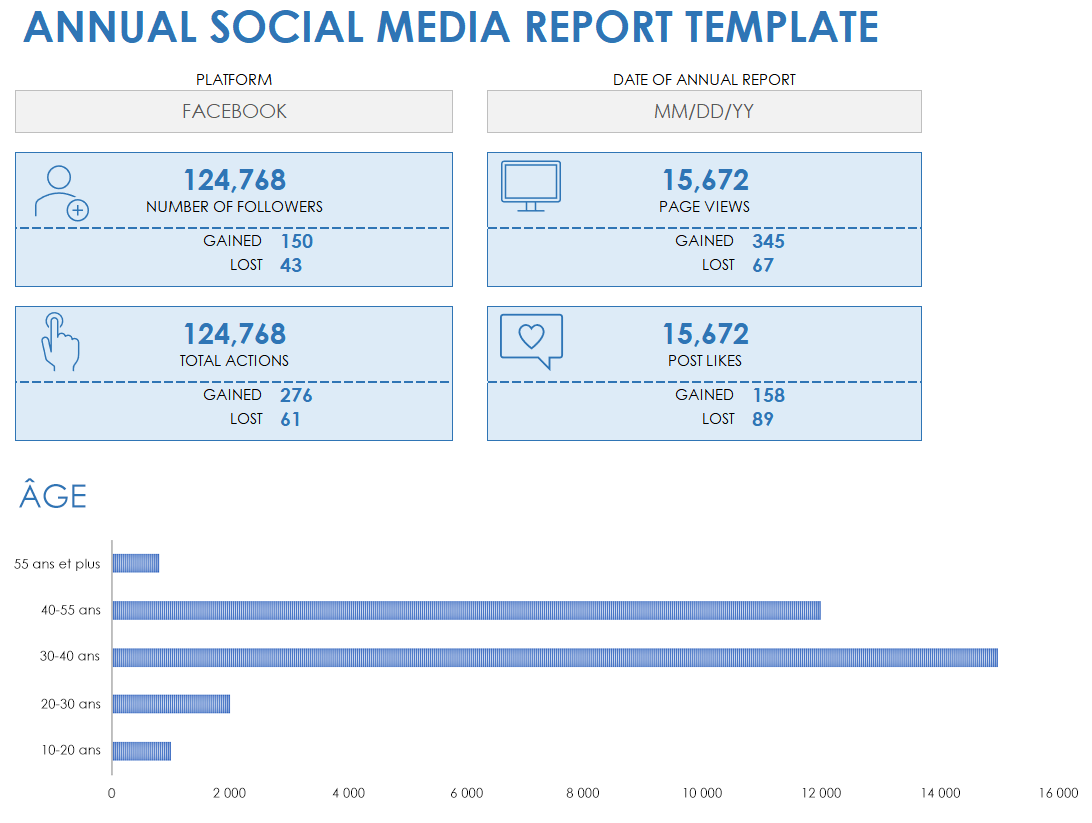 ANNUAL SOCIAL MEDIA REPORT TEMPLATE
PLATFORM
DATE OF ANNUAL REPORT
FACEBOOK
MM/DD/YY
124,768
NUMBER OF FOLLOWERS
GAINED 150
LOST 43
15,672
PAGE VIEWS
GAINED 345
LOST 67
124,768
TOTAL ACTIONS
GAINED 276
LOST 61
15,672
POST LIKES
GAINED 158
LOST 89
ÂGE
55 ans et plus
40-55 ans
30-40 ans
20-30 ans
10-20 ans
0 2 000 4 000 6 000 8 000 10 000 12 000 14 000 16 000